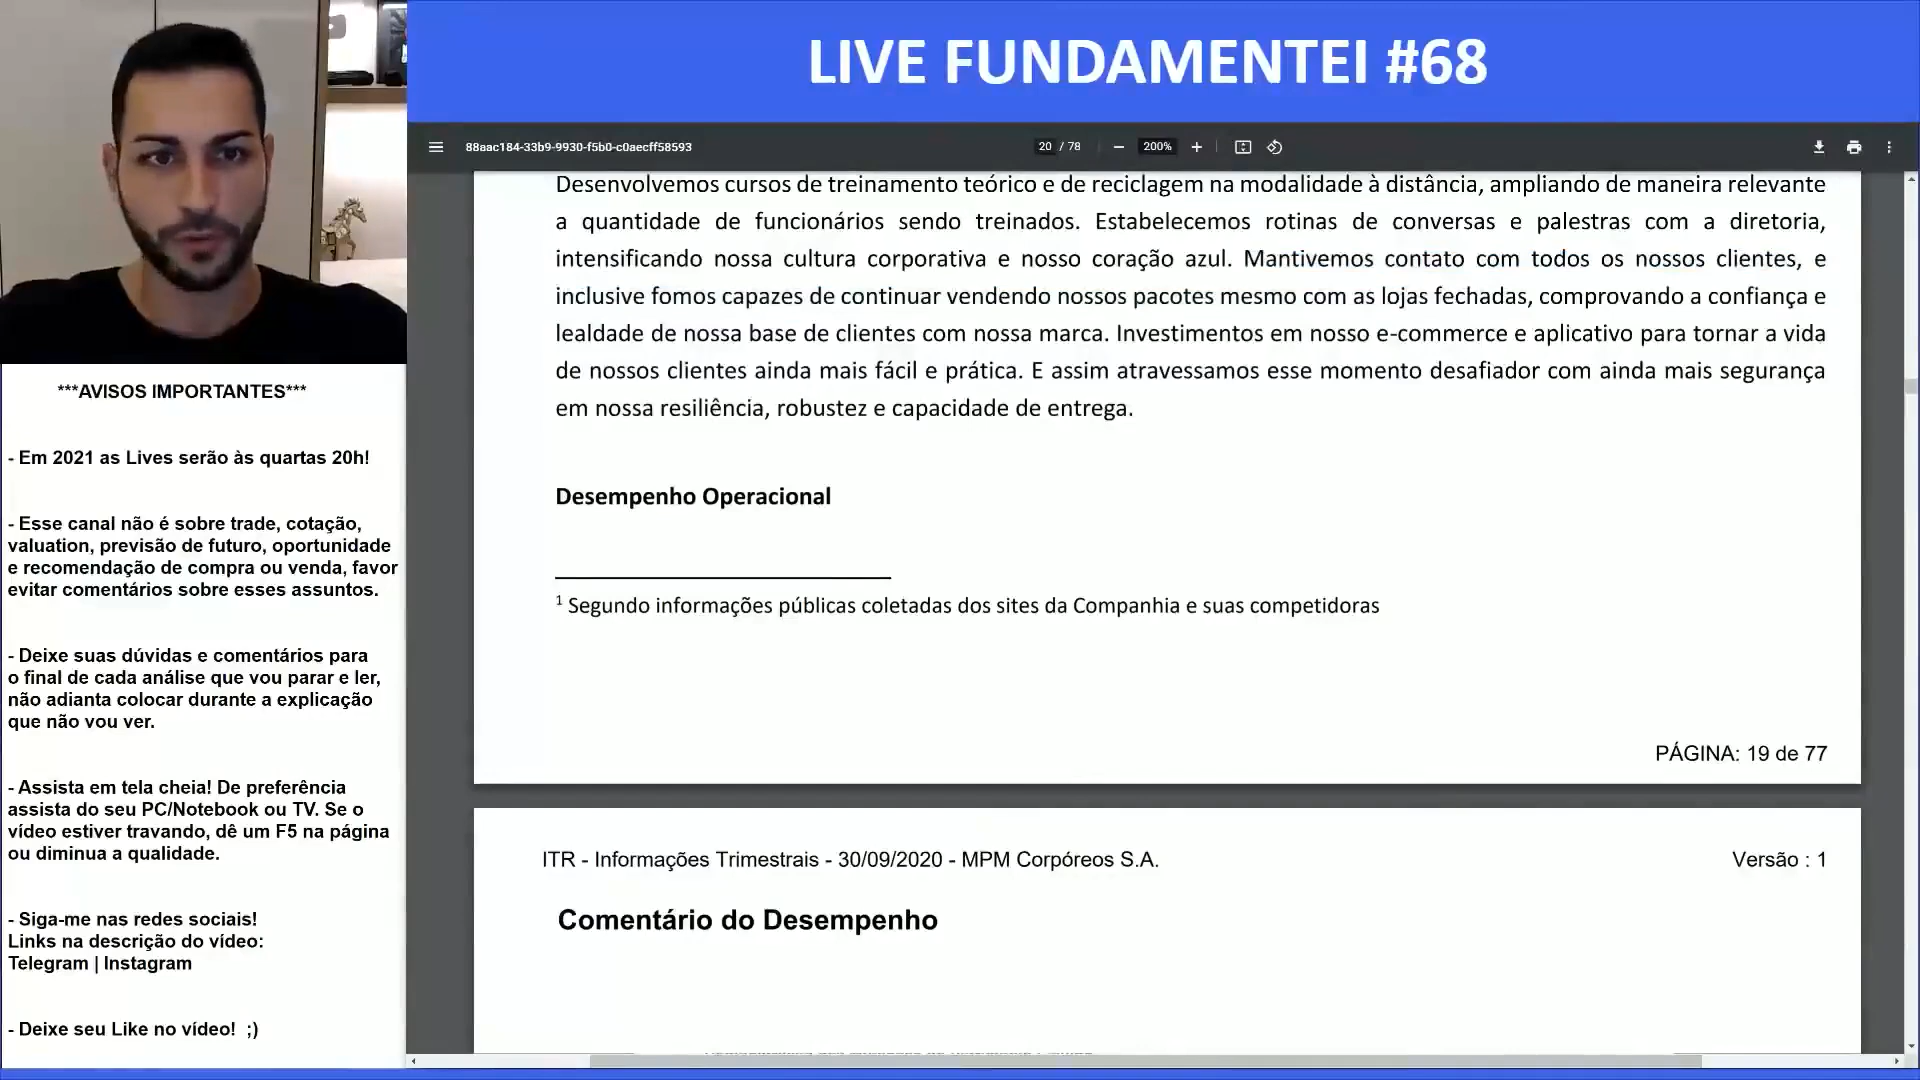 LIVE FUNDAMENTEI #68
88aac184-33b9-9930-f5b0-c0aecff58593
20 / 78
200%
Desenvolvemos cursos de treinamento teórico e de reciclagem na modalidade à distância, ampliando de maneira relevante
a quantidade de funcionários sendo treinados. Estabelecemos rotinas de conversas e palestras com a diretoria,
intensificando nossa cultura corporativa e nosso coração azul. Mantivemos contato com todos os nossos clientes, e
inclusive fomos capazes de continuar vendendo nossos pacotes mesmo com as lojas fechadas, comprovando a confiança e
lealdade de nossa base de clientes com nossa marca. Investimentos em nosso e-commerce e aplicativo para tornar a vida
de nossos clientes ainda mais fácil e prática. E assim atravessamos esse momento desafiador com ainda mais segurança
em nossa resiliência, robustez e capacidade de entrega.
Desempenho Operacional
1 Segundo informações públicas coletadas dos sites da Companhia e suas competidoras
PÁGINA: 19 de 77
ITR - Informações Trimestrais - 30/09/2020 - MPM Corpóreos S.A.
Versão : 1
Comentário do Desempenho
***AVISOS IMPORTANTES***
- Em 2021 as Lives serão às quartas 20h!
- Esse canal não é sobre trade, cotação,
valuation, previsão de futuro, oportunidade
e recomendação de compra ou venda, favor
evitar comentários sobre esses assuntos.
- Deixe suas dúvidas e comentários para
o final de cada análise que vou parar e ler,
não adianta colocar durante a explicação
que não vou ver.
- Assista em tela cheia! De preferência
assista do seu PC/Notebook ou TV. Se o
vídeo estiver travando, dê um F5 na página
ou diminua a qualidade.
- Siga-me nas redes sociais!
Links na descrição do vídeo:
Telegram | Instagram
- Deixe seu Like no vídeo! ;)